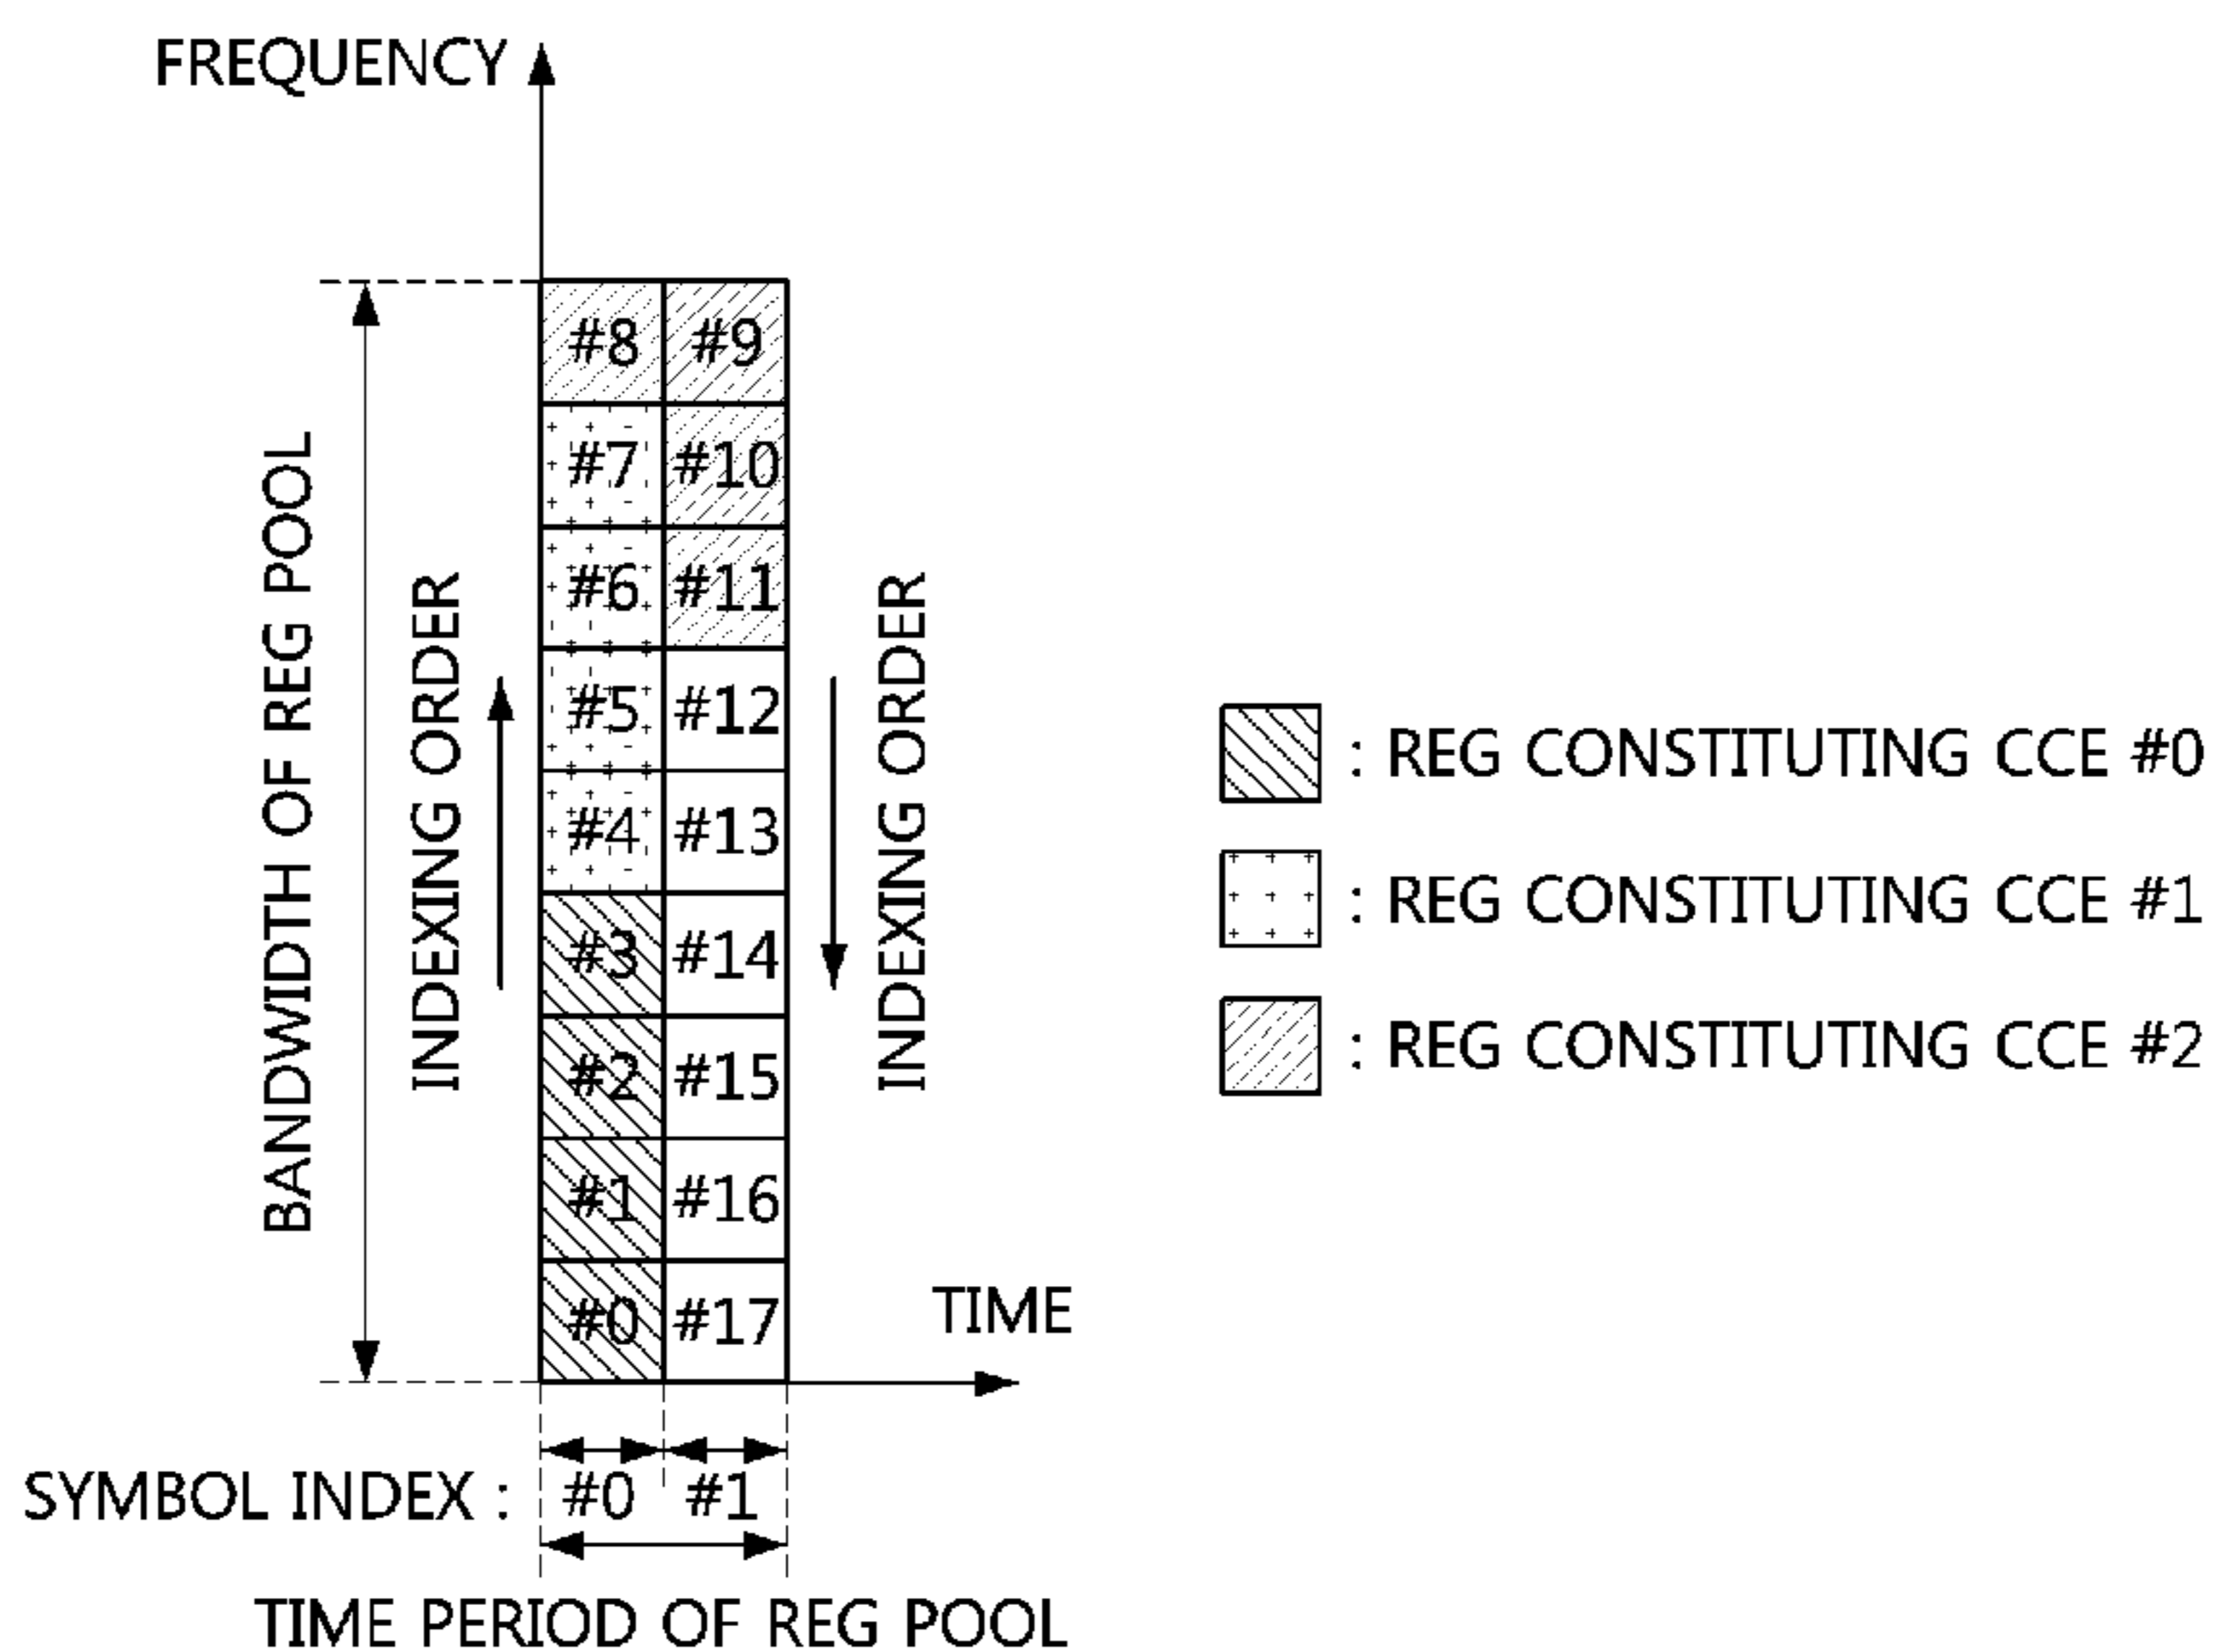 FREQUENCY
BANDWIDTH OF REG POOL
INDEXING ORDER
#8 #9
#7 #10
#6 #11
#5 #12
#4 #13
#3 #14
#2 #15
#1 #16
#0 #17
INDEXING ORDER
TIME
SYMBOL INDEX : #0 #1
TIME PERIOD OF REG POOL
: REG CONSTITUTING CCE #0
: REG CONSTITUTING CCE #1
: REG CONSTITUTING CCE #2